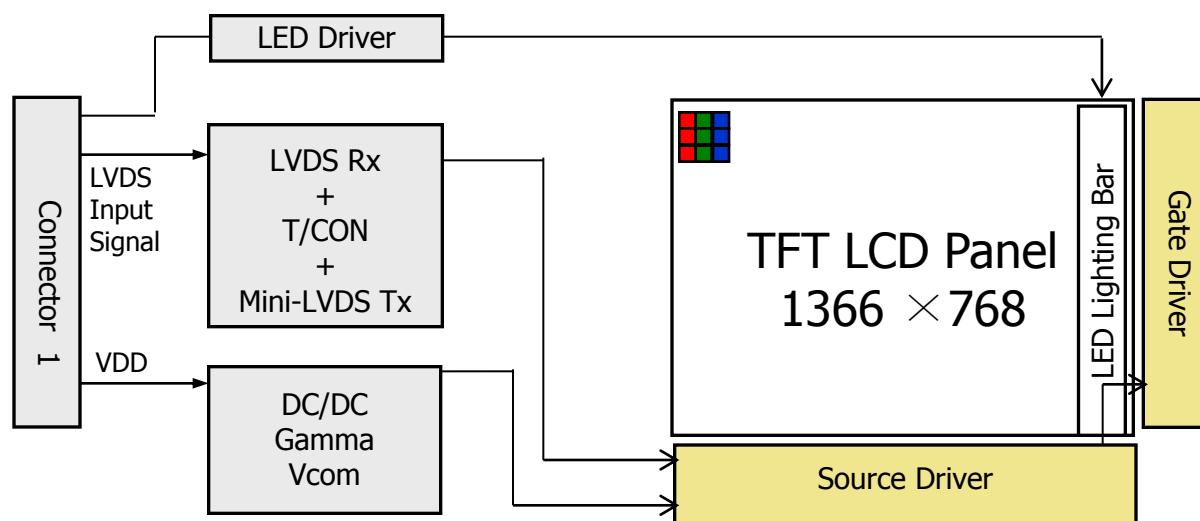 LED Driver
Connector 1
LVDS
Input
Signal
LVDS Rx
+
T/CON
+
Mini-LVDS Tx
VDD
DC/DC
Gamma
Vcom
TFT LCD Panel
1366 ×768
LED Lighting Bar
Gate Driver
Source Driver